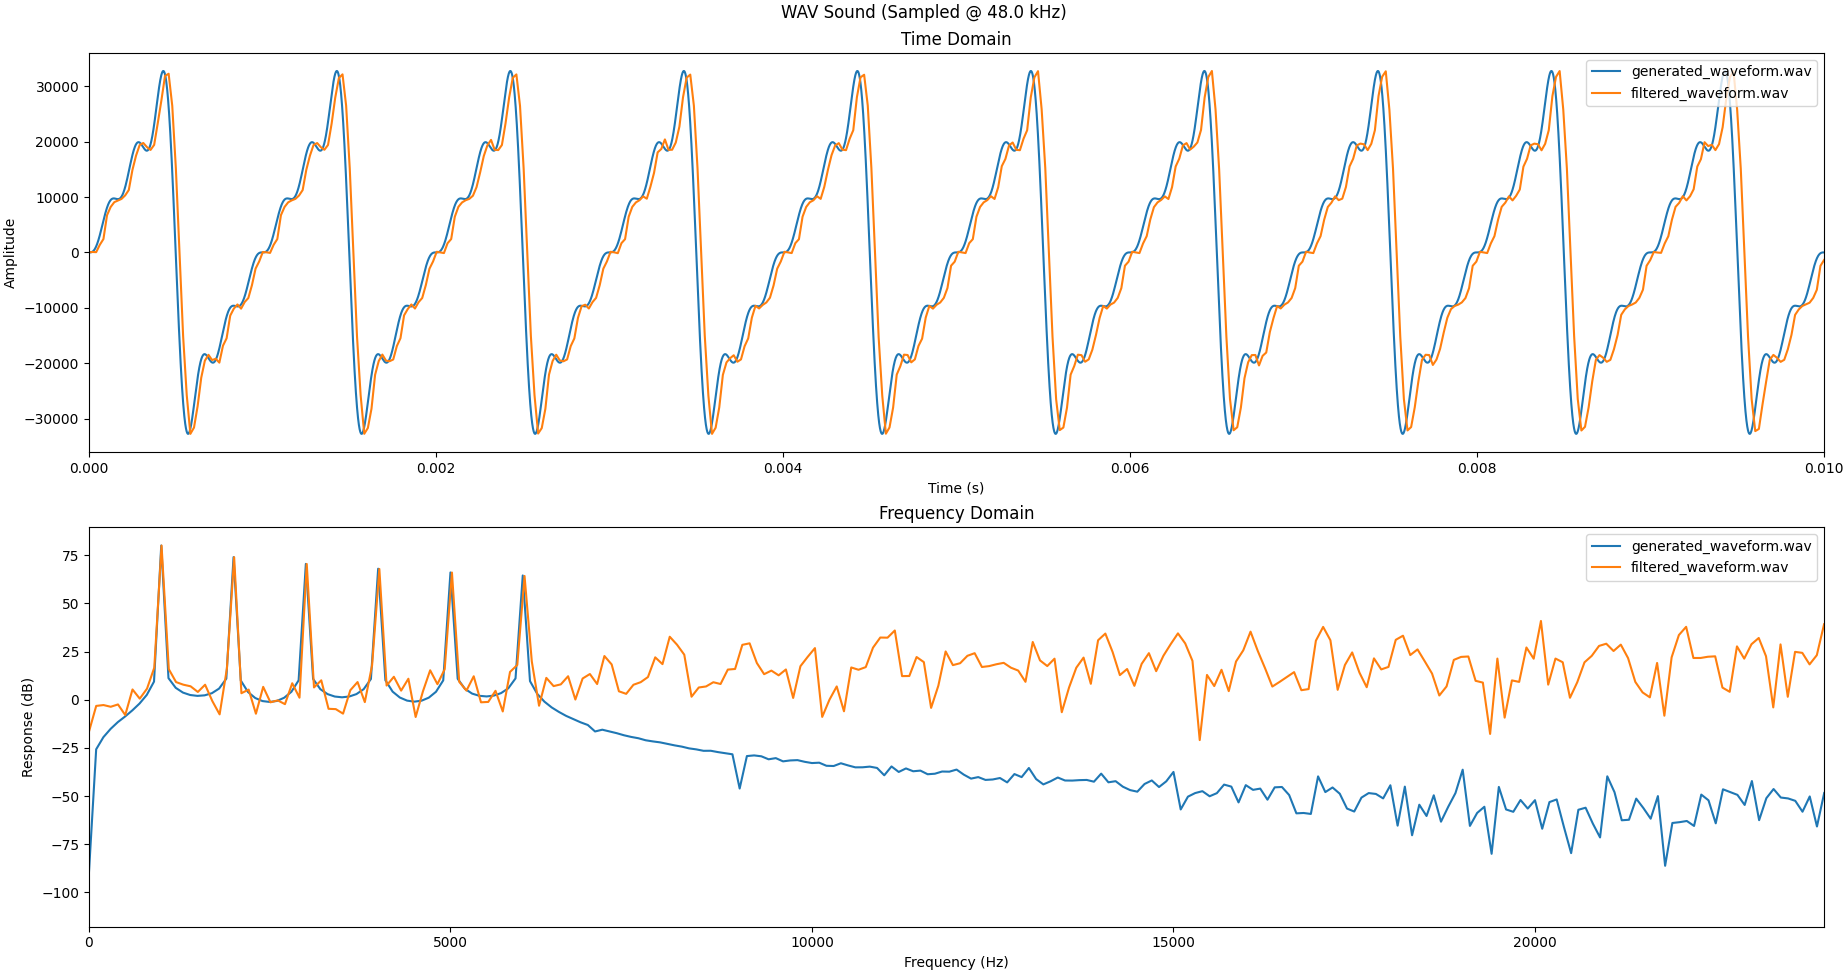 WAV Sound (Sampled @ 48.0 kHz)
Time Domain
generated_waveform.wav
filtered_waveform.wav
Amplitude
30000
20000
10000
0
−10000
−20000
−30000
0.000
0.002
0.004
0.006
0.008
0.010
Time (s)
Frequency Domain
generated_waveform.wav
filtered_waveform.wav
Response (dB)
75
50
25
0
−25
−50
−75
−100
0
5000
10000
15000
20000
Frequency (Hz)